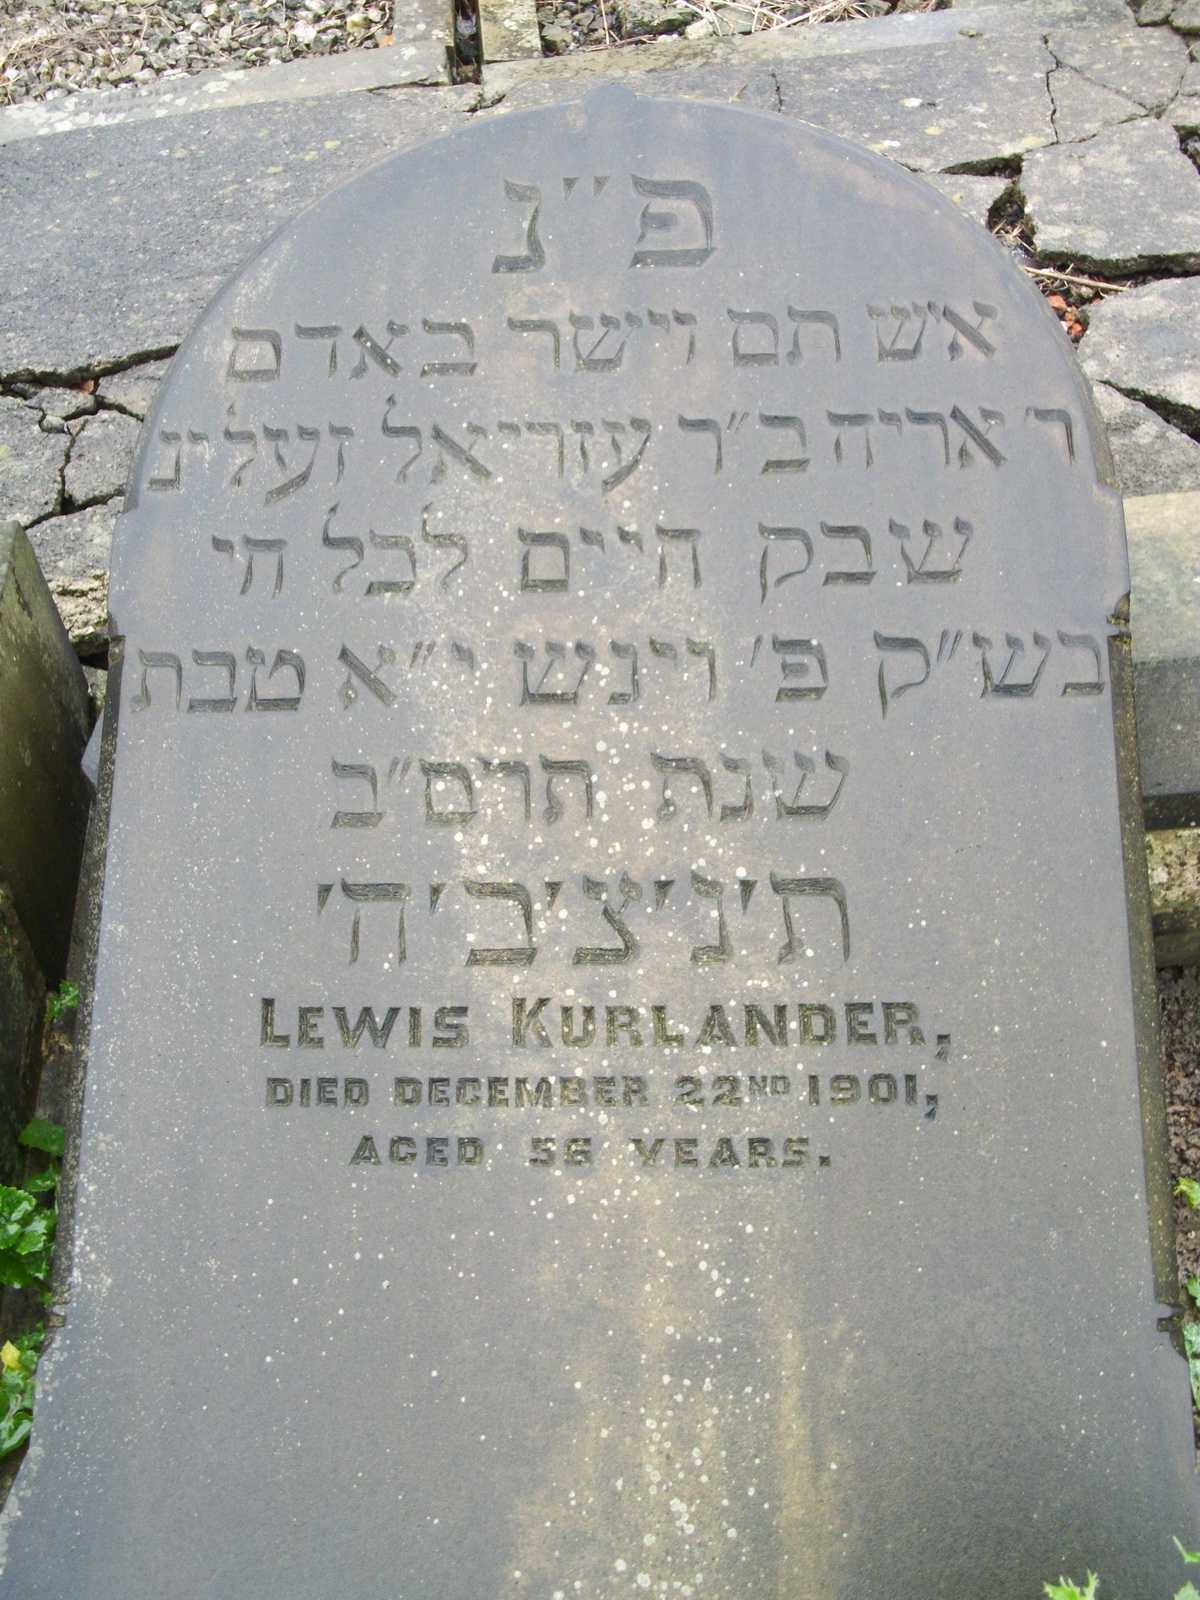 פ״נ
איש תם וישר באדם
ר׳ אריה ב״ר עזריאל זעליג
שבק חיים לכל חי
בש״ק פ׳ ויגש י״א טבת
שנת תרס״ב
ת׳נ׳צ׳ב׳ה׳
LEWIS KURLANDER,
DIED DECEMBER 22ND 1901,
AGED 56 YEARS.